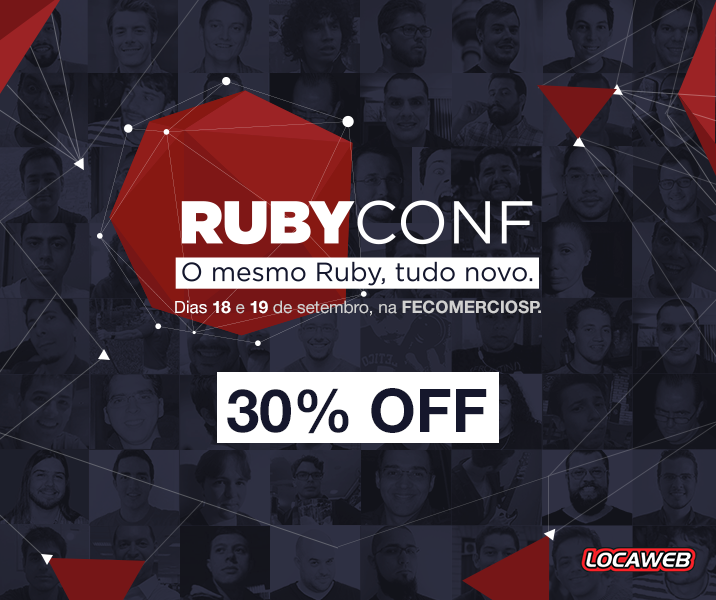 RUBYCONF
O mesmo Ruby, tudo novo.
Dias 18 e 19 de setembro, na FECOMERCIOSP.
30% OFF
LOCAWEB